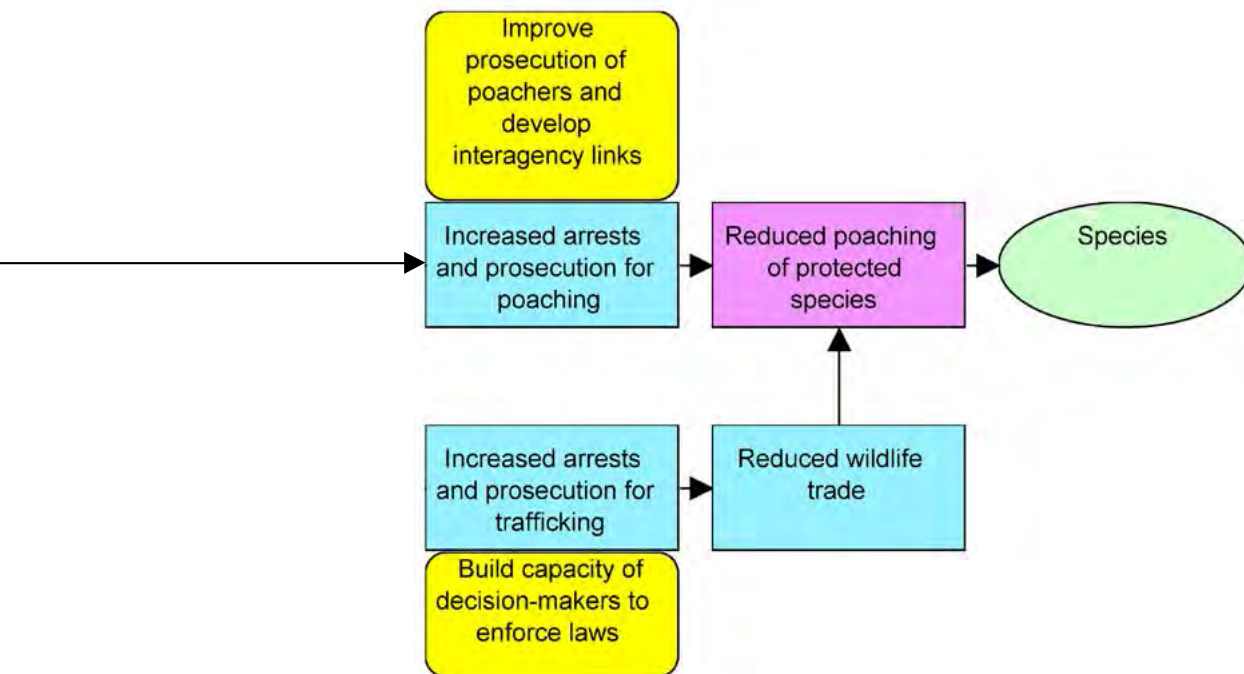 Improve
prosecution of
poachers and
develop
interagency links
Increased arrests
and prosecution for
poaching
Reduced poaching
of protected
species
Species
Increased arrests
and prosecution for
trafficking
Reduced wildlife
trade
Build capacity of
decision-makers to
enforce laws